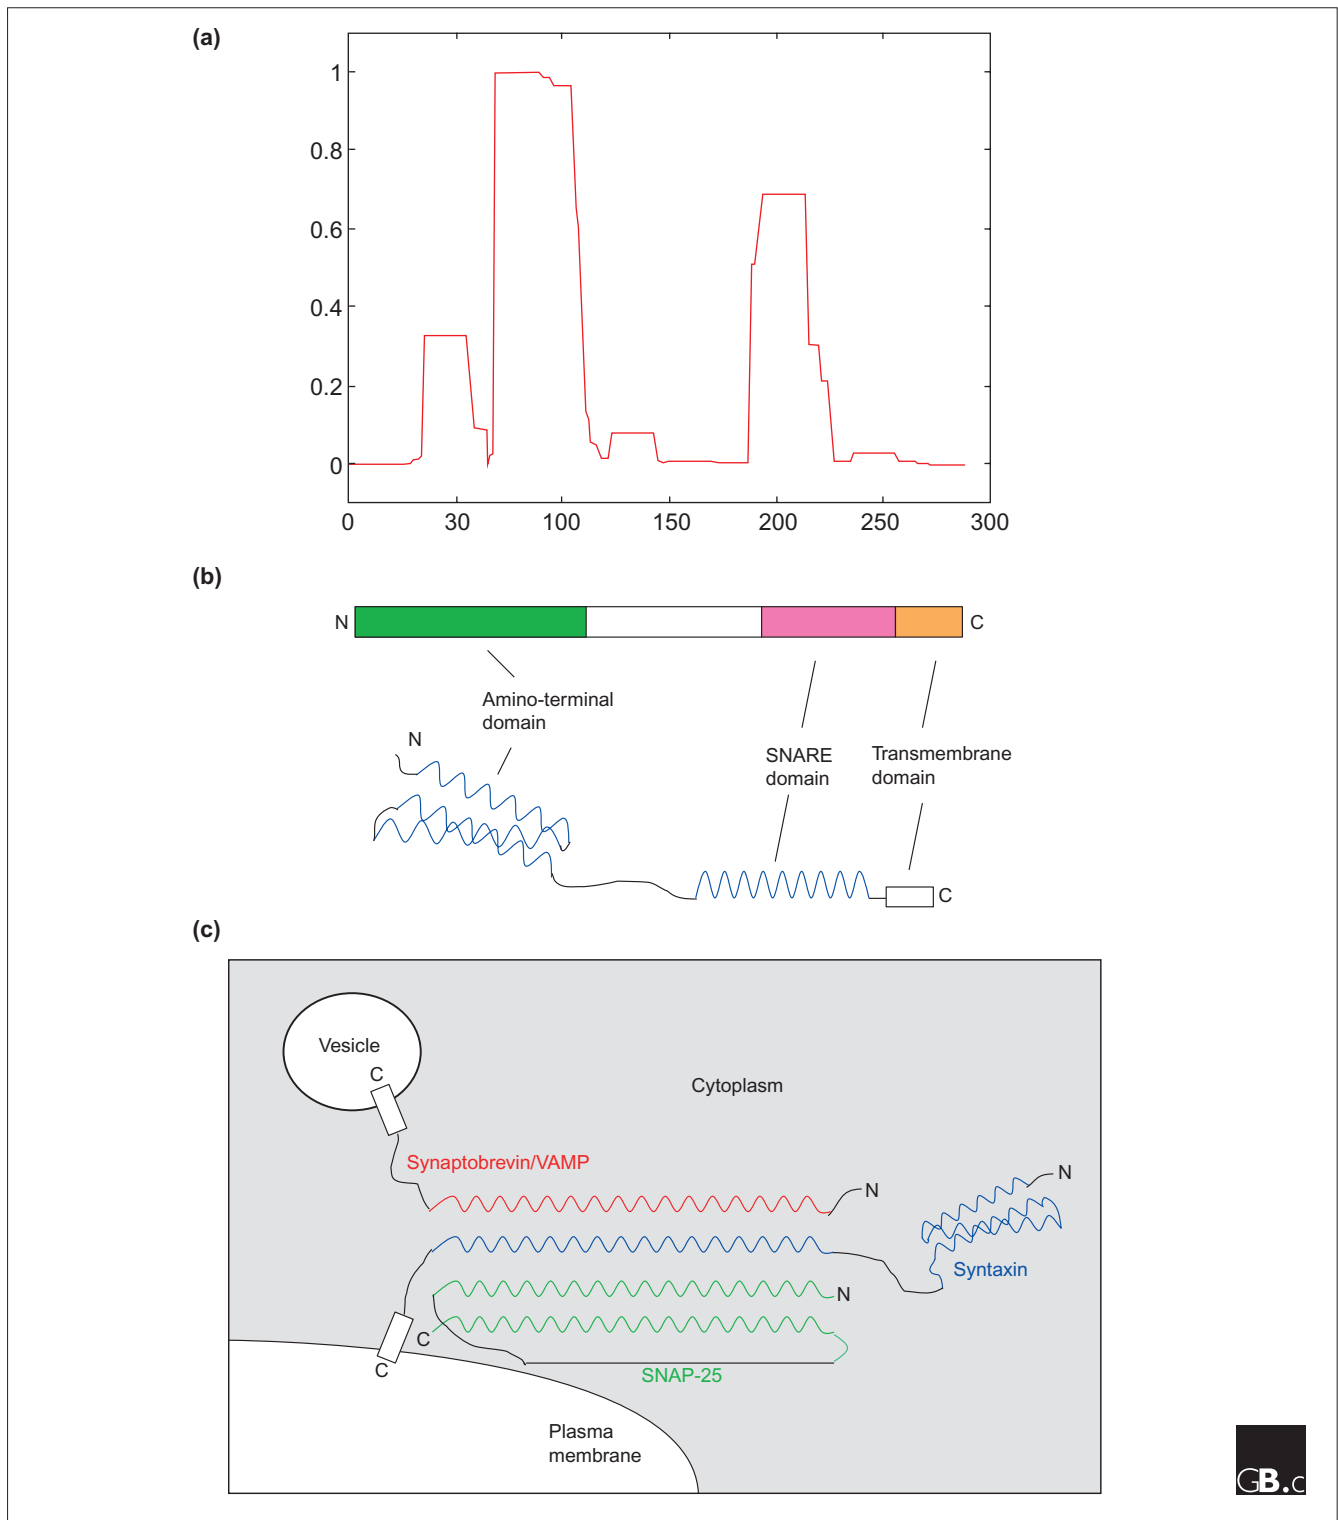 (a)
1
0.8
0.6
0.4
0.2
0
0 30 100 150 200 250 300
(b)
N C
Amino-terminal
domain
N
SNARE
domain
Transmembrane
domain
C
(c)
Vesicle
C
Cytoplasm
Synaptobrevin/VAMP
N
N
Syntaxin
N
C
C
SNAP-25
Plasma
membrane
GB.c